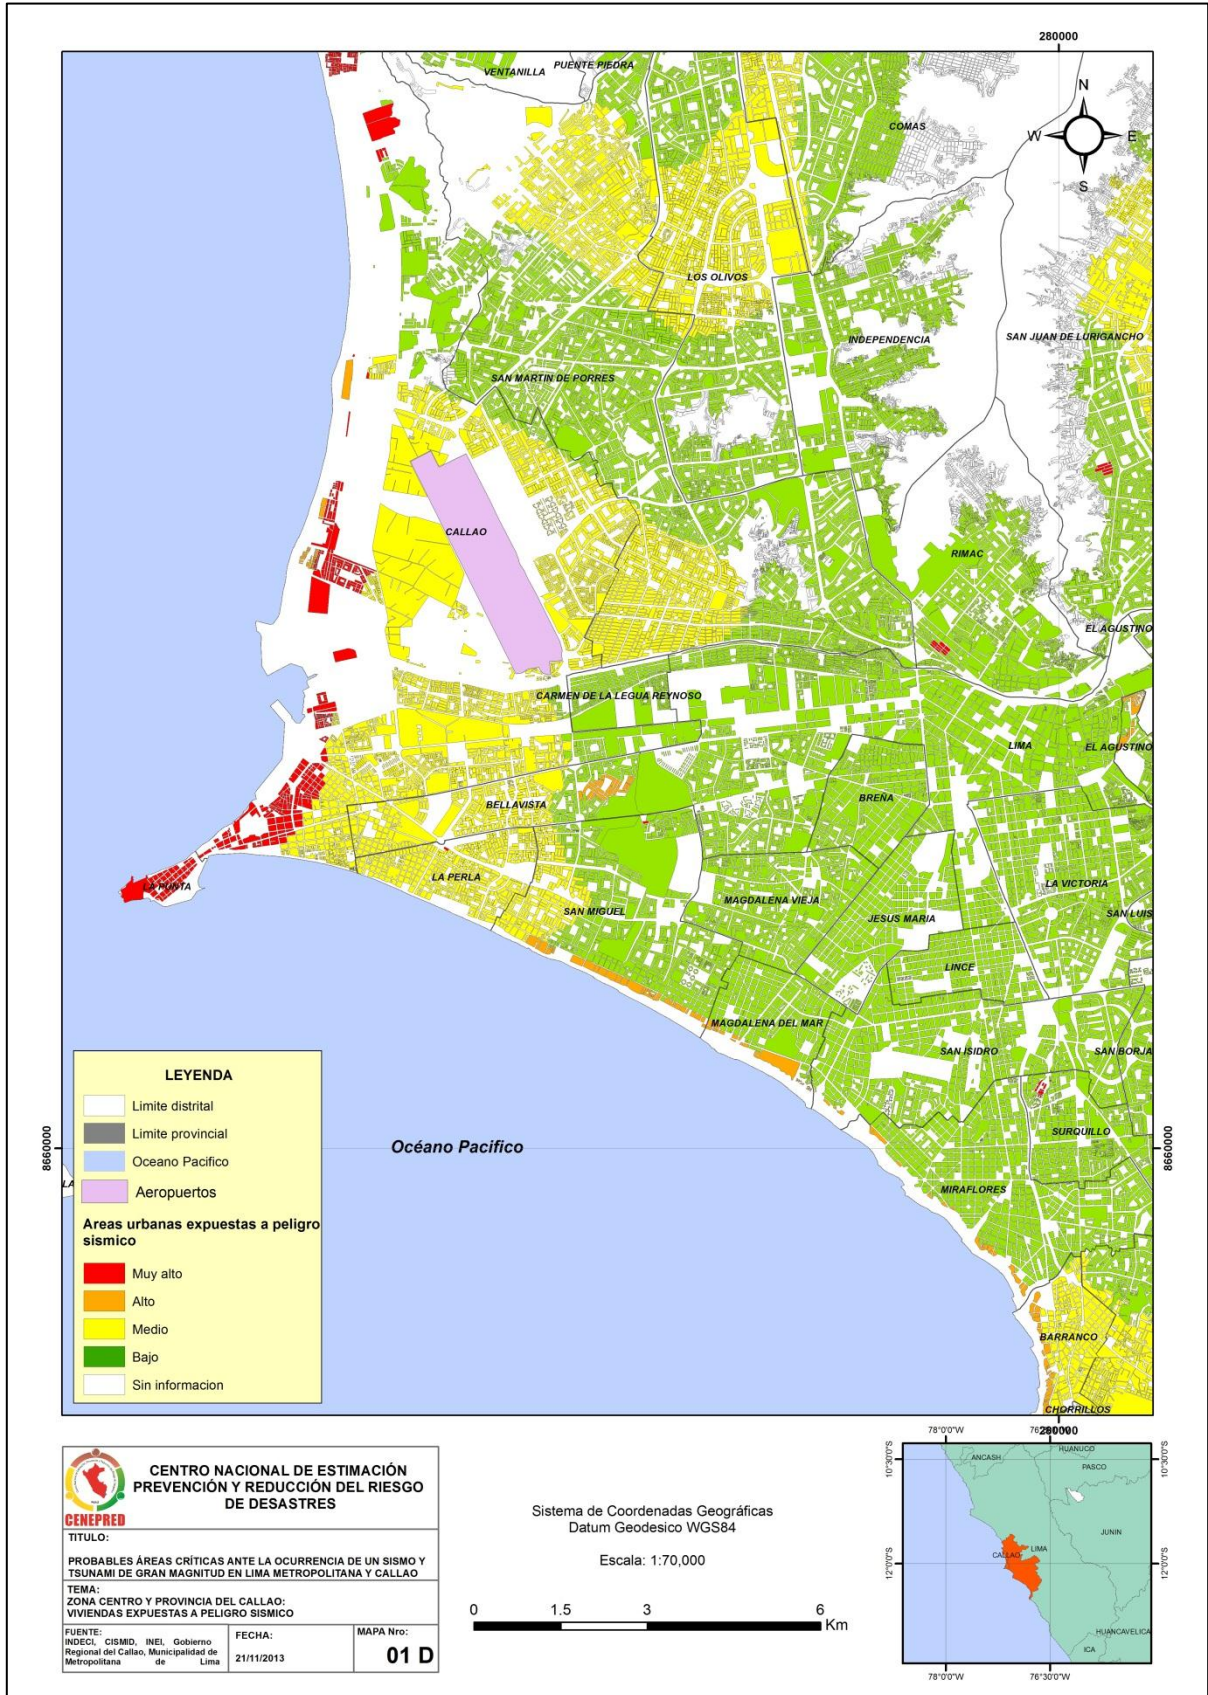 280000
VENTANILLA
PUENTE PIEDRA
COMAS
N
W
E
S
LOS OLIVOS
INDEPENDENCIA
SAN JUAN DE LURIGANCHO
SAN MARTIN DE PORRES
CALLAO
RIMAC
EL AGUSTINO
CARMEN DE LA LEGUA REYNOSO
LIMA
EL AGUSTINO
BREÑA
BELLAVISTA
LA PERLA
LA PUNTA
SAN MIGUEL
MAGDALENA VIEJA
JESUS MARIA
LA VICTORIA
SAN LUIS
LINCE
MAGDALENA DEL MAR
SAN ISIDRO
SAN BORJA
SURQUILLO
MIRAFLORES
BARRANCO
CHORRILLOS
Océano Pacifico
8660000
8660000
LA
LEYENDA
Limite distrital
Limite provincial
Oceano Pacifico
Aeropuertos
Areas urbanas expuestas a peligro
sismico
Muy alto
Alto
Medio
Bajo
Sin informacion
280000
CENEPRED
CENTRO NACIONAL DE ESTIMACIÓN
PREVENCIÓN Y REDUCCIÓN DEL RIESGO
DE DESASTRES
TITULO:
PROBABLES ÁREAS CRÍTICAS ANTE LA OCURRENCIA DE UN SISMO Y
TSUNAMI DE GRAN MAGNITUD EN LIMA METROPOLITANA Y CALLAO
TEMA:
ZONA CENTRO Y PROVINCIA DEL CALLAO:
VIVIENDAS EXPUESTAS A PELIGRO SISMICO
FUENTE:
INDECI, CISMID, INEI, Gobierno
Regional del Callao, Municipalidad de
Metropolitana de Lima
FECHA:
21/11/2013
MAPA Nro:
01 D
Sistema de Coordenadas Geográficas
Datum Geodesico WGS84
Escala: 1:70,000
0 1.5 3 6
Km
78°0'0"W
10°30'0"S
10°30'0"S
12°0'0"S
12°0'0"S
ANCASH
HUANUCO
PASCO
JUNIN
LIMA
CALLAO
HUANCAVELICA
ICA
78°0'0"W
76°30'0"W